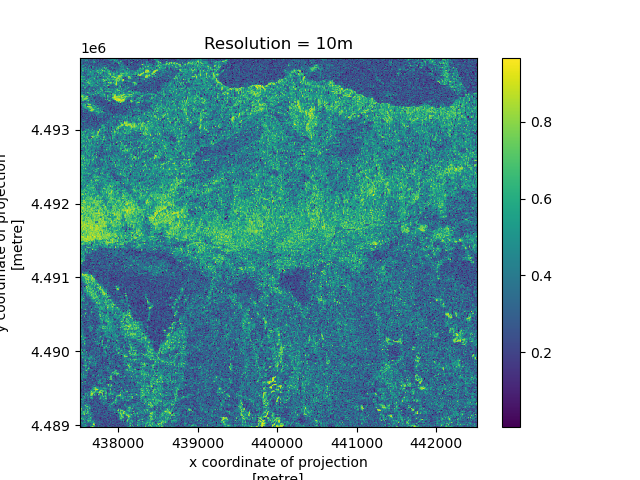 Resolution = 10m
1e6
4.493
4.492
4.491
4.490
4.489
y coordinate of projection
[metre]
438000 439000 440000 441000 442000
x coordinate of projection
[metre]
0.8
0.6
0.4
0.2